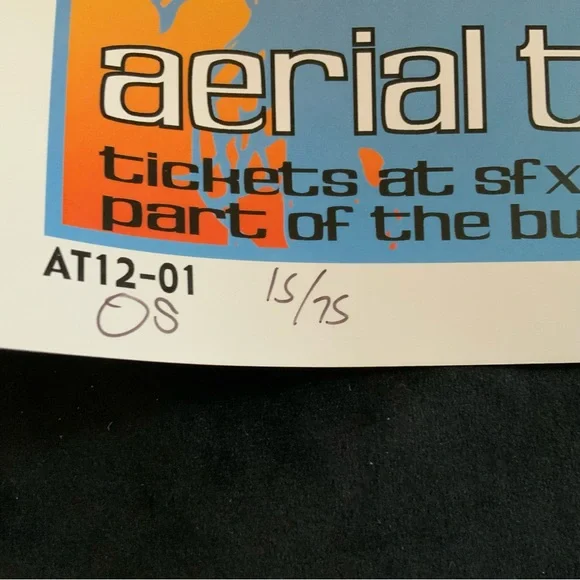 aerial t
tickets at sfx
part of the bu
AT12-01 15/75
OS